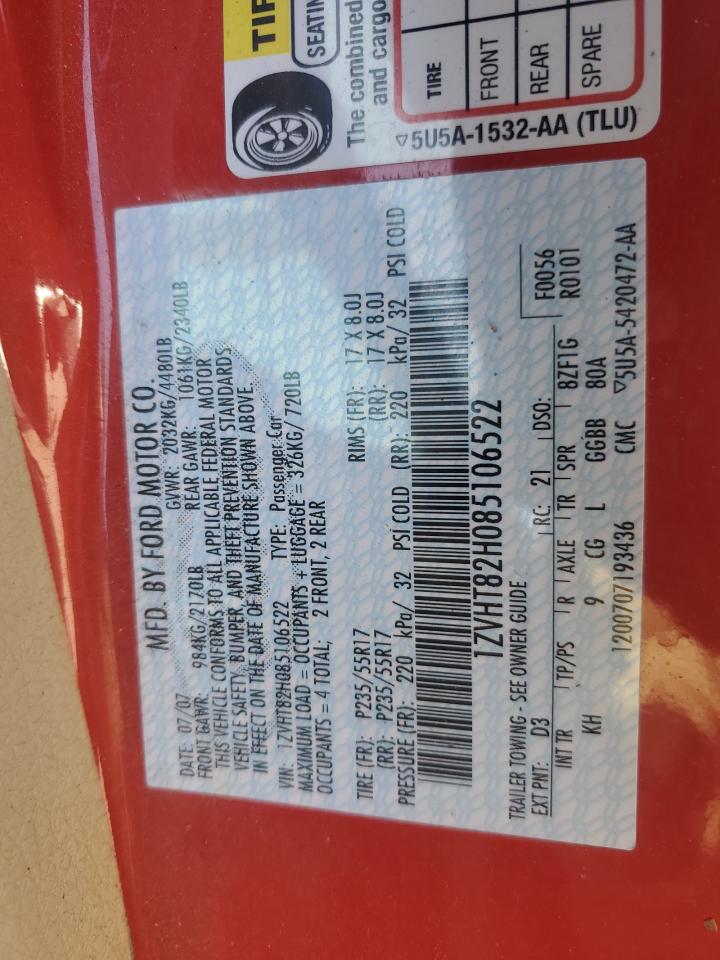 TIR
SEATIN
The combined
and cargo
TIRE
FRONT
REAR
SPARE
▽5U5A-1532-AA (TLU)
MFD. BY FORD MOTOR CO.
DATE: 07/07 GVWR: 2032KG/4480LB
FRONT GAWR: 984KG/2170LB REAR GAWR: 1061KG/2340LB
THIS VEHICLE CONFORMS TO ALL APPLICABLE FEDERAL MOTOR
VEHICLE SAFETY, BUMPER, AND THEFT PREVENTION STANDARDS
IN EFFECT ON THE DATE OF MANUFACTURE SHOWN ABOVE.
VIN: 1ZVHT82H085106522 TYPE: Passenger Car
MAXIMUM LOAD = OCCUPANTS + LUGGAGE = 326KG/ 720LB
OCCUPANTS = 4 TOTAL; 2 FRONT, 2 REAR
TIRE (FR): P235/55R17 RIMS (FR): 17 X 8.0J
(RR): P235/55R17 (RR): 17 X 8.0J
PRESSURE (FR): 220 kPa/ 32 PSI COLD (RR): 220 kPa/ 32 PSI COLD
1ZVHT82H085106522
TRAILER TOWING - SEE OWNER GUIDE
EXT PNT: D3 RC: 21 DSO: F0056
INT TR TP/PS R AXLE TR SPR 8ZF1G R0101
KH 9 CG L GGBB 80A
1200707193436 CMC ▽5U5A-5420472-AA